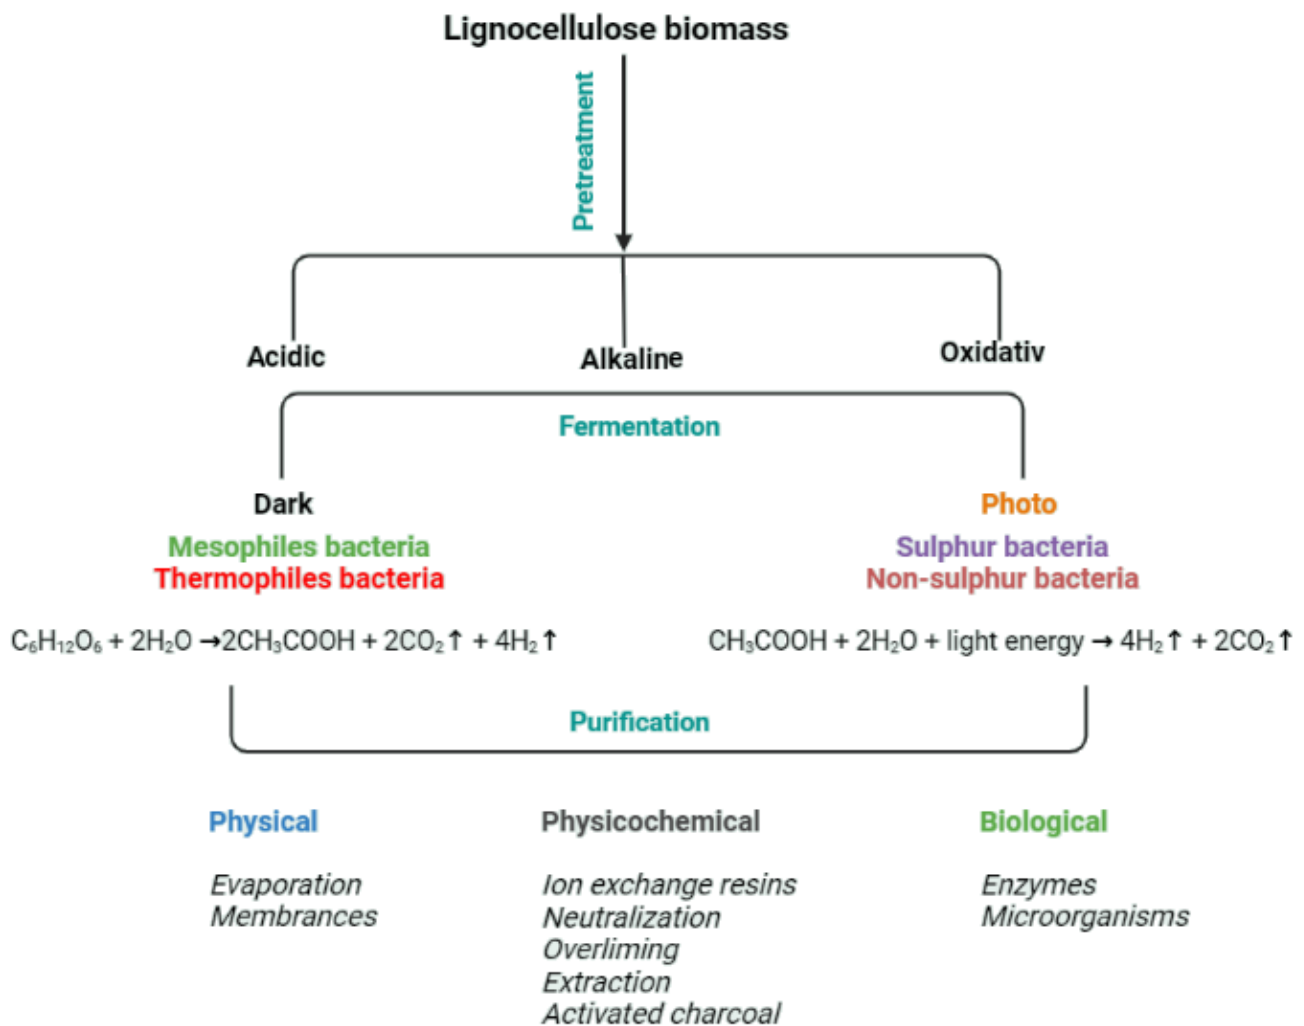 Lignocellulose biomass
Pretreatment
Acidic
Alkaline
Oxidativ
Fermentation
Dark
Photo
Mesophiles bacteria
Sulphur bacteria
Thermophiles bacteria
Non-sulphur bacteria
C₆H₁₂O₆ + 2H₂O →2CH₃COOH + 2CO₂↑ + 4H₂↑
CH₃COOH + 2H₂O + light energy → 4H₂↑ + 2CO₂↑
Purification
Physical
Physicochemical
Biological
Evaporation
Ion exchange resins
Enzymes
Membrances
Neutralization
Microorganisms
Overliming
Extraction
Activated charcoal